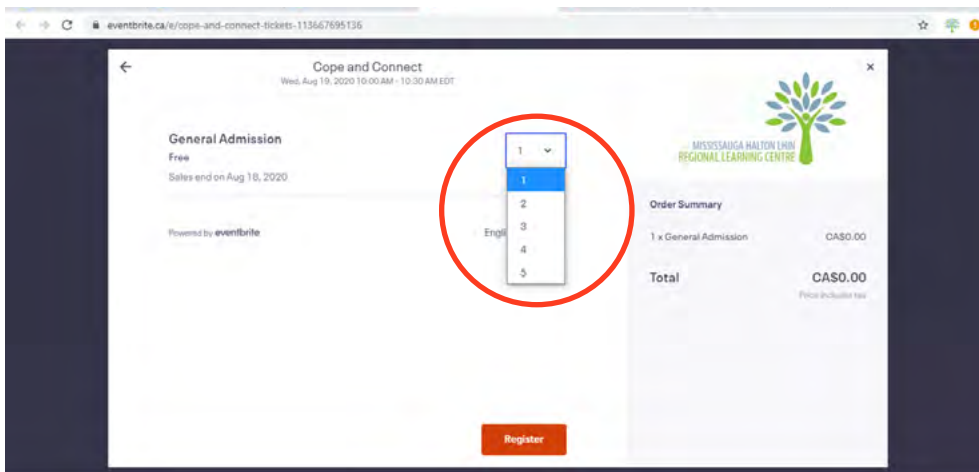 eventbrite.ca/e/cope-and-connect-tickets-113667695136
Cope and Connect
Wed, Aug 19, 2020 10:00 AM - 10:30 AM EDT
General Admission
Free
Sales end on Aug 18, 2020
1
1
2
3
4
5
Powered by eventbrite
Engli
Register
MISSISSAUGA HALTON LHIN
REGIONAL LEARNING CENTRE
Order Summary
1 x General Admission CA$0.00
Total CA$0.00
Price includes tax